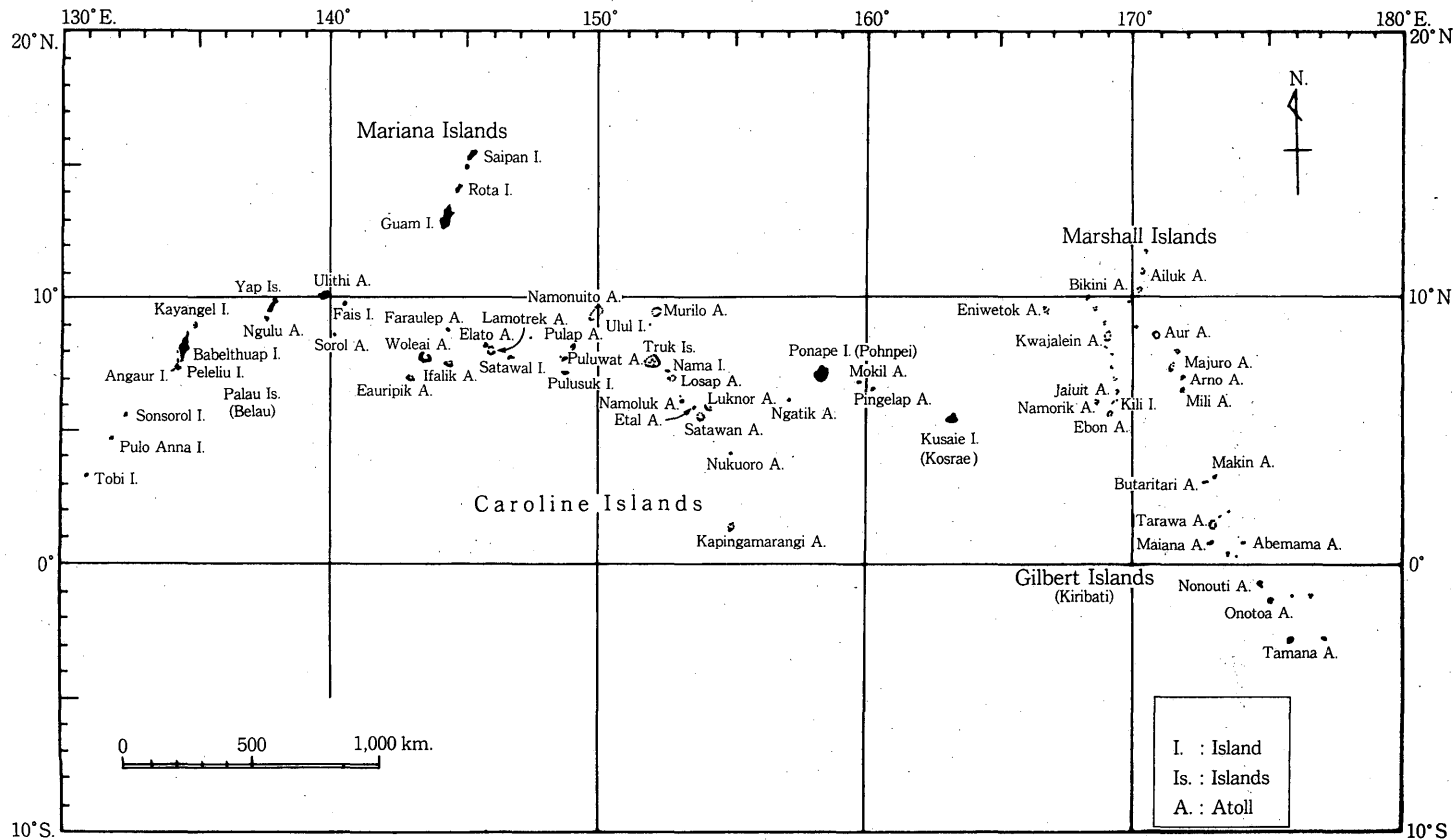 130° E.
140°
150°
160°
170°
180° E.
20° N.
20° N
N.
Mariana Islands
Saipan I.
Rota I.
Guam I.
Marshall Islands
Ailuk A.
Bikini A.
Ulithi A.
Yap Is.
10°
10° N
Namonuito A.
Kayangel I.
Fais I.
Eniwetok A.
Murilo A.
Faraulep A.
Lamotrek A.
Ulul I.
Ngulu A.
Elato A.
Pulap A.
Aur A.
Kwajalein A.
Sorol A.
Woleai A.
Truk Is.
Babelthuap I.
Puluwat A.
Ponape I. (Pohnpei)
Majuro A.
Satawal I.
Nama I.
Mokil A.
Angaur I.
Peleliu I.
Ifalik A.
Pulusuk I.
Losap A.
Arno A.
Eauripik A.
Jaluit A.
Palau Is.
(Belau)
Luknor A.
Pingelap A.
Mili A.
Namoluk A.
Namorik A.
Kili I.
Sonsorol I.
Etal A.
Ngatik A.
Ebon A.
Satawan A.
Kusaie I.
(Kosrae)
Pulo Anna I.
Nukuoro A.
Makin A.
Tobi I.
Butaritari A.
Caroline Islands
Tarawa A.
Kapingamarangi A.
Maiana A.
Abemama A.
0°
0°
Gilbert Islands
(Kiribati)
Nonouti A.
Onotoa A.
Tamana A.
0 500 1,000 km.
I. : Island
Is. : Islands
A. : Atoll
10° S.
10° S